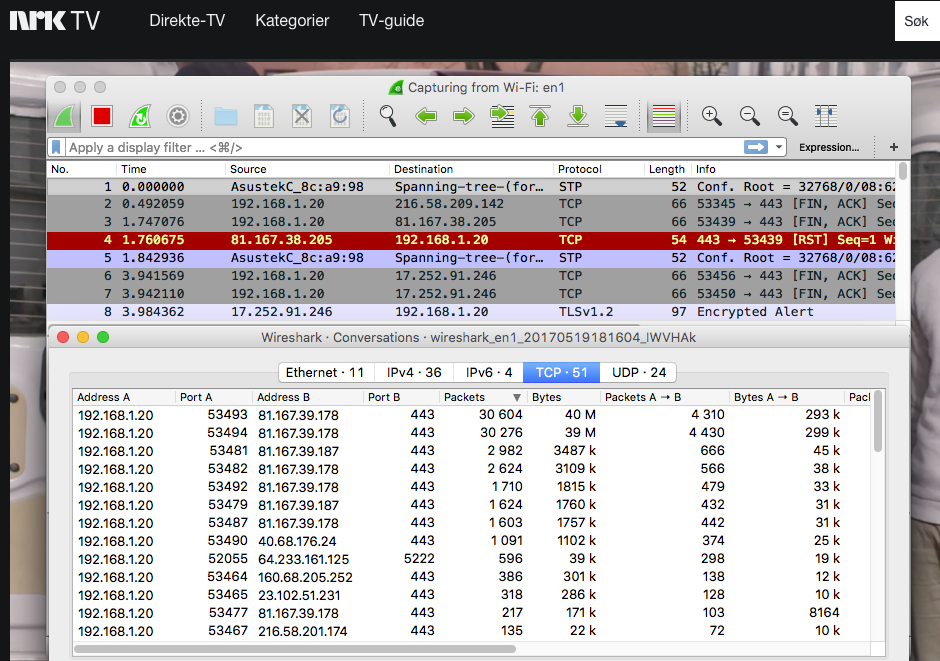 NRK TV Direkte-TV Kategorier TV-guide Søk
Capturing from Wi-Fi: en1
Apply a display filter ... <⌘/> Expression... +
No. Time Source Destination Protocol Length Info
1 0.000000 AsustekC_8c:a9:98 Spanning-tree-(for… STP 52 Conf. Root = 32768/0/08:62
2 0.492059 192.168.1.20 216.58.209.142 TCP 66 53345 → 443 [FIN, ACK] Sec
3 1.747076 192.168.1.20 81.167.38.205 TCP 66 53439 → 443 [FIN, ACK] Sec
4 1.760675 81.167.38.205 192.168.1.20 TCP 54 443 → 53439 [RST] Seq=1 Wi
5 1.842936 AsustekC_8c:a9:98 Spanning-tree-(for… STP 52 Conf. Root = 32768/0/08:62
6 3.941569 192.168.1.20 17.252.91.246 TCP 66 53456 → 443 [FIN, ACK] Sec
7 3.942110 192.168.1.20 17.252.91.246 TCP 66 53450 → 443 [FIN, ACK] Sec
8 3.984362 17.252.91.246 192.168.1.20 TLSv1.2 97 Encrypted Alert
Wireshark · Conversations · wireshark_en1_20170519181604_lWVHAk
Ethernet · 11 IPv4 · 36 IPv6 · 4 TCP · 51 UDP · 24
Address A Port A Address B Port B Packets Bytes Packets A → B Bytes A → B Pacl
192.168.1.20 53493 81.167.39.178 443 30 604 40 M 4 310 293 k
192.168.1.20 53494 81.167.39.178 443 30 276 39 M 4 430 299 k
192.168.1.20 53481 81.167.39.187 443 2 982 3487 k 666 45 k
192.168.1.20 53482 81.167.39.178 443 2 624 3109 k 566 38 k
192.168.1.20 53492 81.167.39.178 443 1 710 1815 k 479 33 k
192.168.1.20 53479 81.167.39.187 443 1 624 1760 k 432 31 k
192.168.1.20 53487 81.167.39.178 443 1 603 1757 k 442 31 k
192.168.1.20 53490 40.68.176.24 443 1 091 1102 k 374 25 k
192.168.1.20 52055 64.233.161.125 5222 596 39 k 298 19 k
192.168.1.20 53464 160.68.205.252 443 386 301 k 138 12 k
192.168.1.20 53465 23.102.51.231 443 318 286 k 128 10 k
192.168.1.20 53477 81.167.39.178 443 217 171 k 103 8164
192.168.1.20 53467 216.58.201.174 443 135 22 k 72 10 k